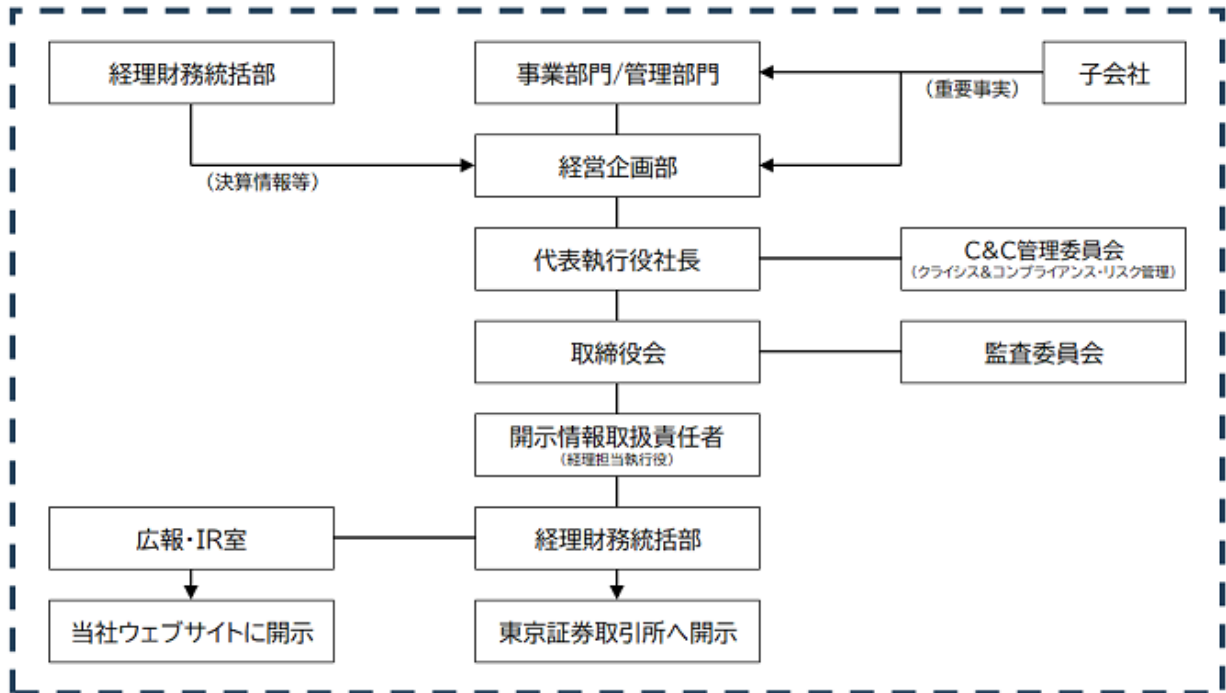 経理財務統括部
事業部門/管理部門
子会社
(重要事実)
経営企画部
(決算情報等)
代表執行役社長
C&C管理委員会
(クライシス&コンプライアンス・リスク管理)
取締役会
監査委員会
開示情報取扱責任者
(経理担当執行役)
広報・IR室
経理財務統括部
当社ウェブサイトに開示
東京証券取引所へ開示